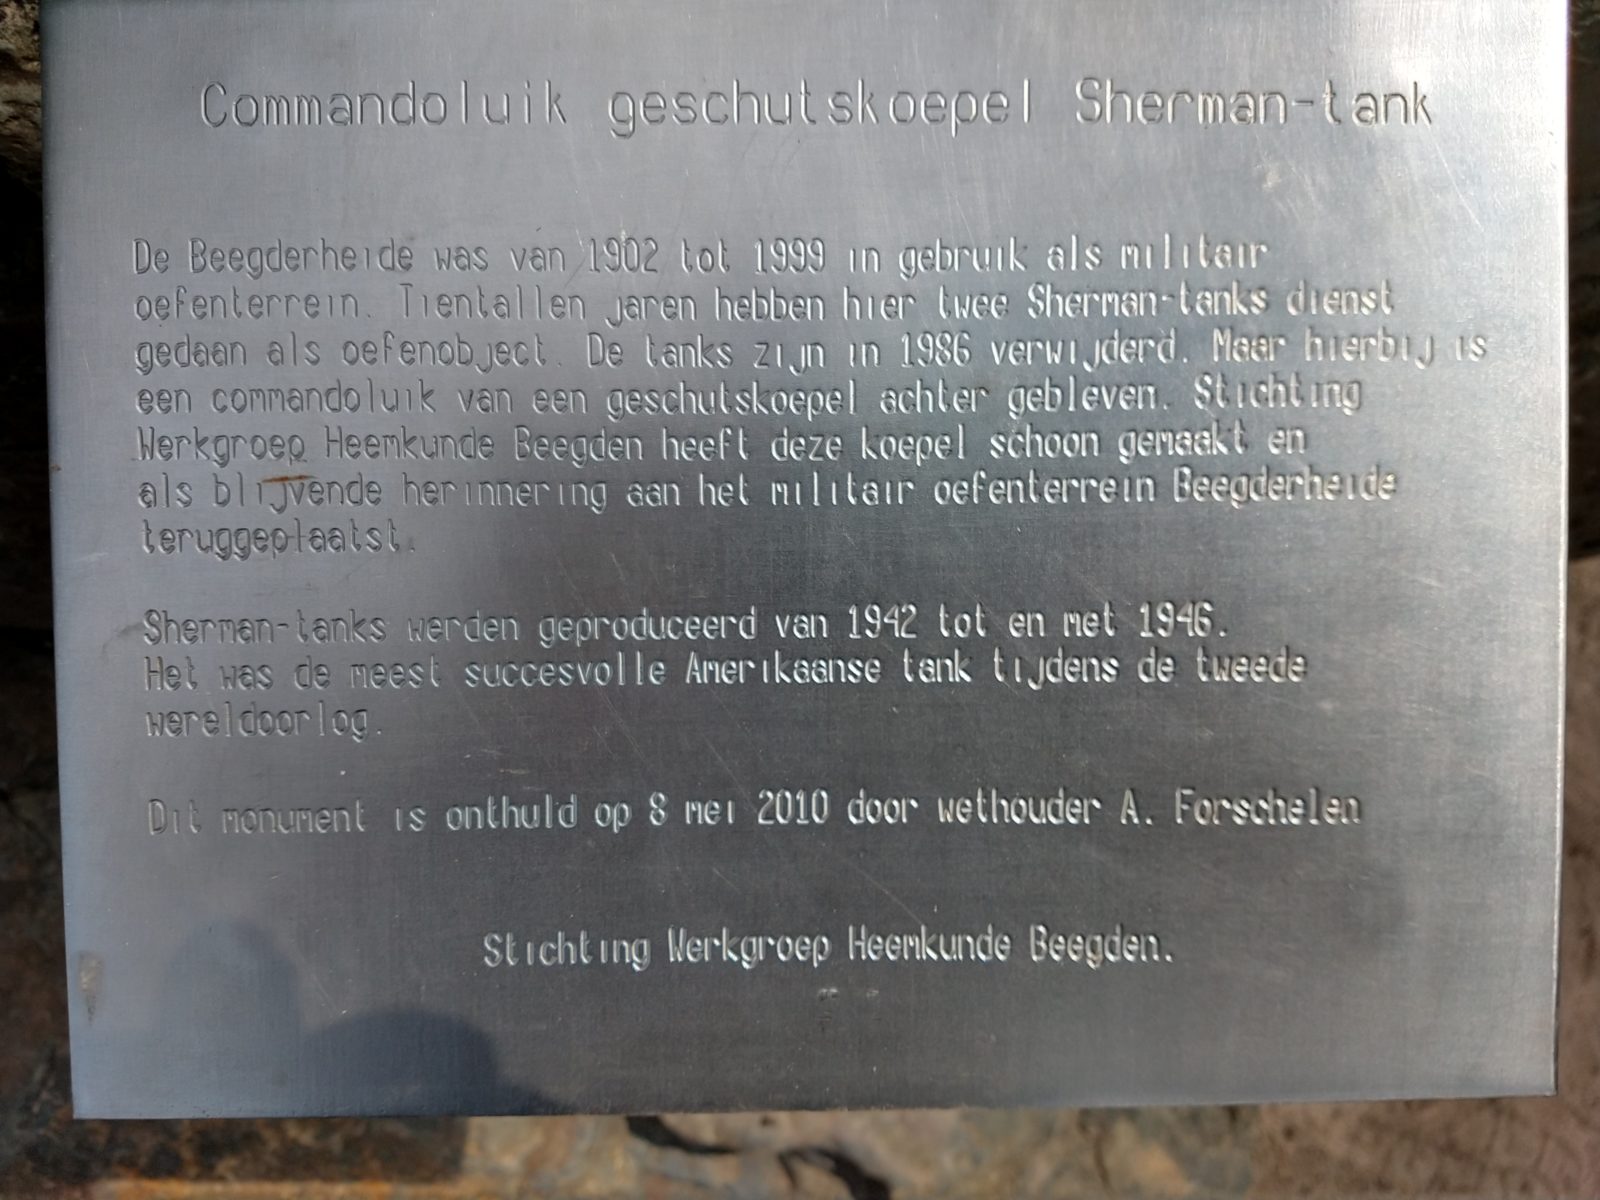 Commandoluik geschutskoepel Sherman-tank
De Beegderheide was van 1902 tot 1999 in gebruik als militair
oefenterrein. Tientallen jaren hebben hier twee Sherman-tanks dienst
gedaan als oefenobject. De tanks zijn in 1986 verwijderd. Maar hierbij is
een commandoluik van een geschutskoepel achter gebleven. Stichting
Werkgroep Heemkunde Beegden heeft deze koepel schoon gemaakt en
als blijvende herinnering aan het militair oefenterrein Beegderheide
teruggeplaatst.
Sherman-tanks werden geproduceerd van 1942 tot en met 1946.
Het was de meest succesvolle Amerikaanse tank tijdens de tweede
wereldoorlog.
Dit monument is onthuld op 8 mei 2010 door wethouder A. Forschelen
Stichting Werkgroep Heemkunde Beegden.